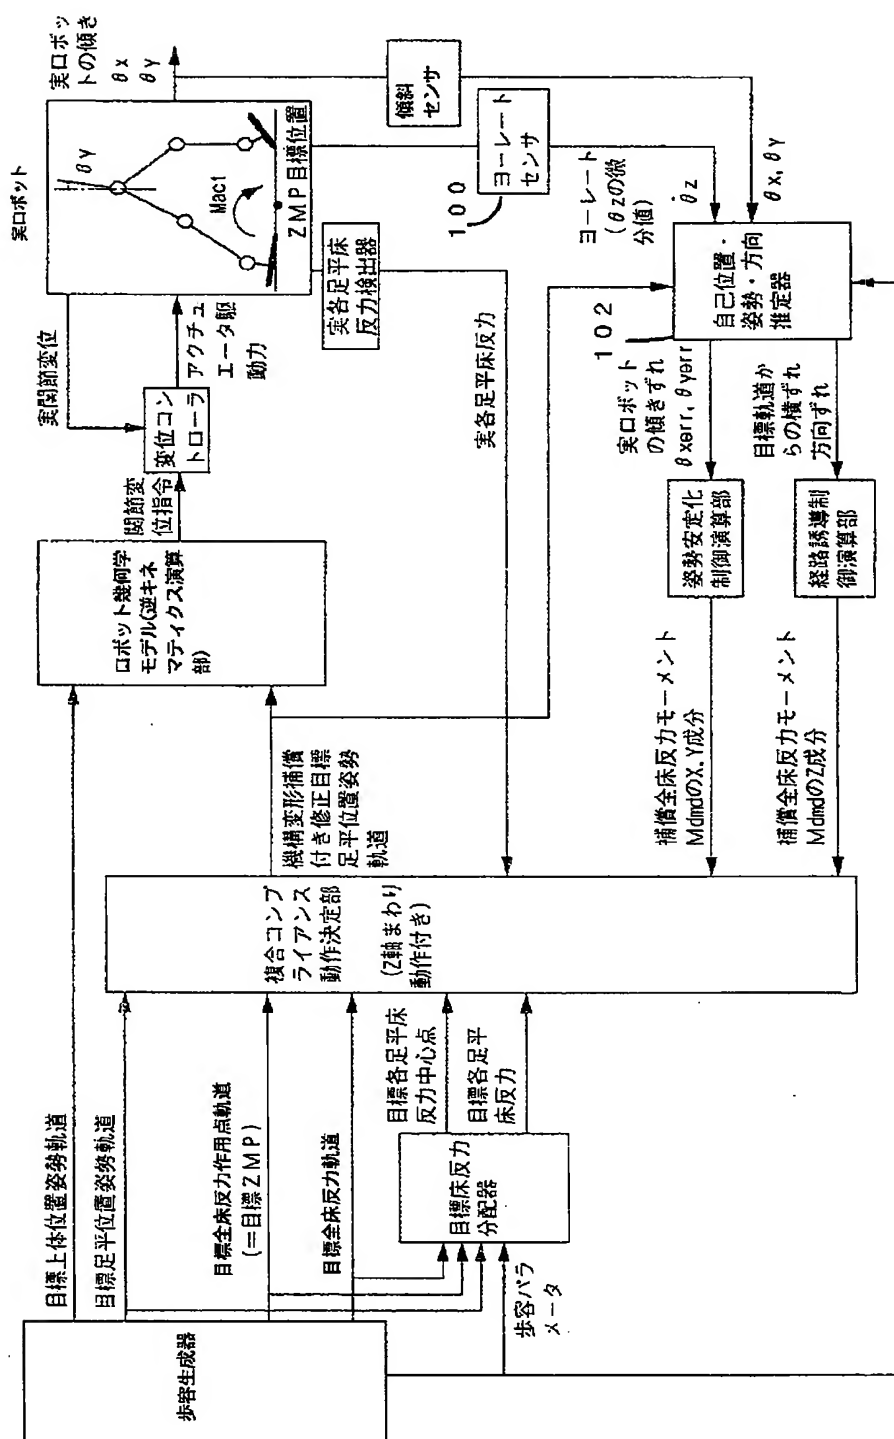 歩容生成器
目標上体位置姿勢軌道
目標足平位置姿勢軌道
目標全床反力作用点軌道
(=目標ZMP)
目標全床反力軌道
歩容パラ
メータ
目標床反力
分配器
目標各足平床
反力中心点
目標各足平
床反力
複合コンプ
ライアンス
動作決定部
(Z軸まわり
動作付き)
機構変形補償
付き修正目標
足平位置姿勢
軌道
補償全床反力モーメント
MdmdのX,Y成分
補償全床反力モーメント
MdmdのZ成分
ロボット幾何学
モデル(逆キネ
マティクス演算
部)
関節変
位指令
変位コン
トローラ
実関節変位
アクチュ
エータ駆
動力
実各足平床反力
姿勢安定化
制御演算部
経路誘導制
御演算部
実ロボット
の傾きずれ
θxerr, θyerr
目標軌道か
らの横ずれ
方向ずれ
実ロボット
θY
Mact
ZMP目標位置
実各足平床
反力検出器
102
自己位置・
姿勢・方向
推定器
100
ヨーレート
センサ
ヨーレート
(θzの微
分値)
θ̇z
θx, θY
傾斜
センサ
実ロボッ
トの傾き
θx
θY